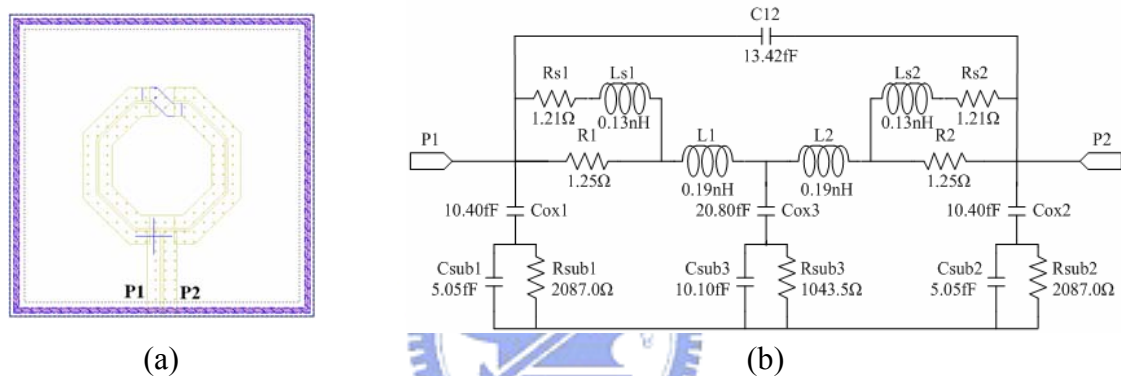 C12
13.42fF
Rs1 Ls1
1.21Ω 0.13nH
Ls2 Rs2
0.13nH 1.21Ω
P1 R1 L1 L2 R2 P2
1.25Ω 0.19nH 0.19nH 1.25Ω
10.40fF Cox1 20.80fF Cox3 10.40fF Cox2
Csub1 Rsub1 Csub3 Rsub3 Csub2 Rsub2
5.05fF 2087.0Ω 10.10fF 1043.5Ω 5.05fF 2087.0Ω
P1 P2
(a) (b)